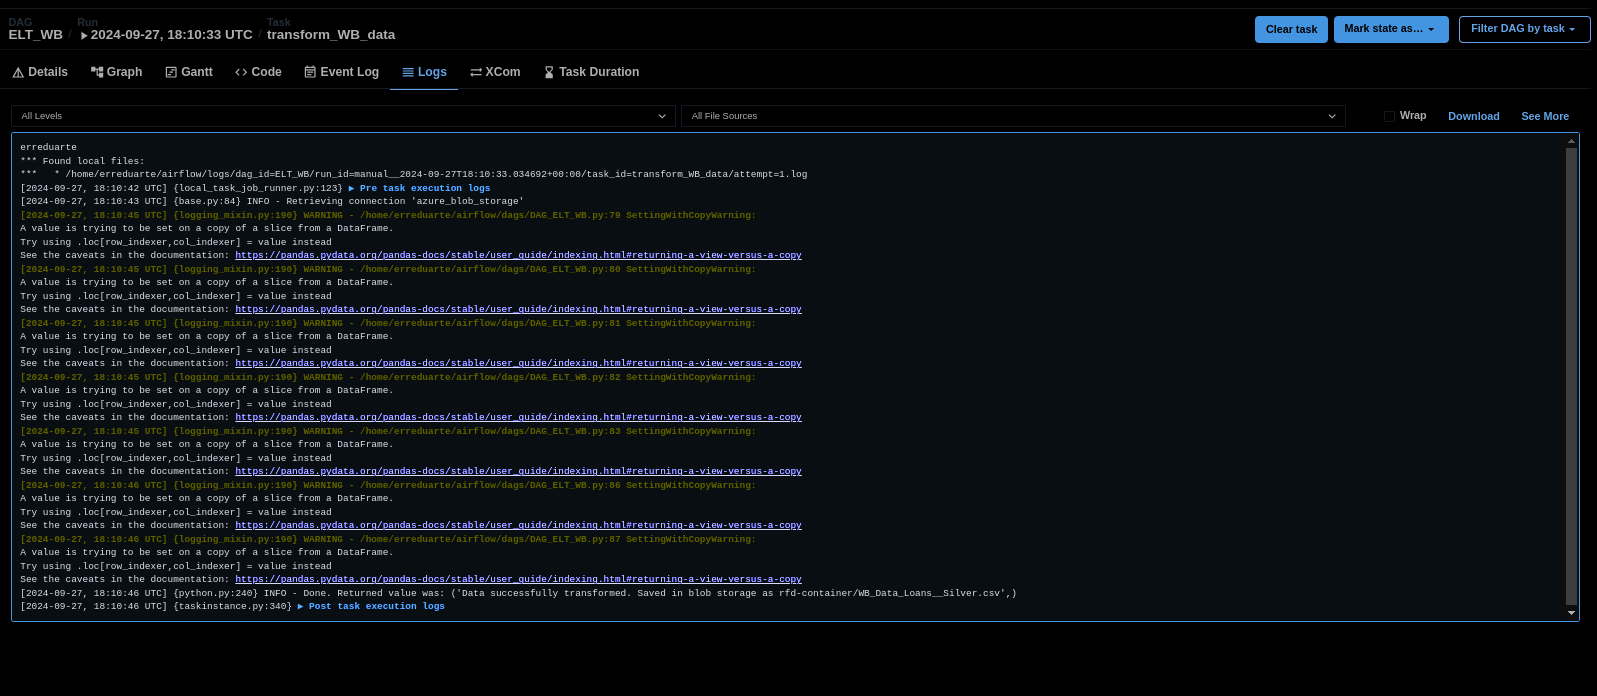 DAG Run Task
ELT_WB / 2024-09-27, 18:10:33 UTC / transform_WB_data
Clear task Mark state as… Filter DAG by task
Details Graph Gantt Code Event Log Logs XCom Task Duration
All Levels All File Sources Wrap Download See More
erreduarte
*** Found local files:
***   * /home/erreduarte/airflow/logs/dag_id=ELT_WB/run_id=manual__2024-09-27T18:10:33.034692+00:00/task_id=transform_WB_data/attempt=1.log
[2024-09-27, 18:10:42 UTC] {local_task_job_runner.py:123} ▶ Pre task execution logs
[2024-09-27, 18:10:43 UTC] {base.py:84} INFO - Retrieving connection 'azure_blob_storage'
[2024-09-27, 18:10:45 UTC] {logging_mixin.py:190} WARNING - /home/erreduarte/airflow/dags/DAG_ELT_WB.py:79 SettingWithCopyWarning:
A value is trying to be set on a copy of a slice from a DataFrame.
Try using .loc[row_indexer,col_indexer] = value instead
See the caveats in the documentation: https://pandas.pydata.org/pandas-docs/stable/user_guide/indexing.html#returning-a-view-versus-a-copy
[2024-09-27, 18:10:45 UTC] {logging_mixin.py:190} WARNING - /home/erreduarte/airflow/dags/DAG_ELT_WB.py:80 SettingWithCopyWarning:
A value is trying to be set on a copy of a slice from a DataFrame.
Try using .loc[row_indexer,col_indexer] = value instead
See the caveats in the documentation: https://pandas.pydata.org/pandas-docs/stable/user_guide/indexing.html#returning-a-view-versus-a-copy
[2024-09-27, 18:10:45 UTC] {logging_mixin.py:190} WARNING - /home/erreduarte/airflow/dags/DAG_ELT_WB.py:81 SettingWithCopyWarning:
A value is trying to be set on a copy of a slice from a DataFrame.
Try using .loc[row_indexer,col_indexer] = value instead
See the caveats in the documentation: https://pandas.pydata.org/pandas-docs/stable/user_guide/indexing.html#returning-a-view-versus-a-copy
[2024-09-27, 18:10:45 UTC] {logging_mixin.py:190} WARNING - /home/erreduarte/airflow/dags/DAG_ELT_WB.py:82 SettingWithCopyWarning:
A value is trying to be set on a copy of a slice from a DataFrame.
Try using .loc[row_indexer,col_indexer] = value instead
See the caveats in the documentation: https://pandas.pydata.org/pandas-docs/stable/user_guide/indexing.html#returning-a-view-versus-a-copy
[2024-09-27, 18:10:45 UTC] {logging_mixin.py:190} WARNING - /home/erreduarte/airflow/dags/DAG_ELT_WB.py:83 SettingWithCopyWarning:
A value is trying to be set on a copy of a slice from a DataFrame.
Try using .loc[row_indexer,col_indexer] = value instead
See the caveats in the documentation: https://pandas.pydata.org/pandas-docs/stable/user_guide/indexing.html#returning-a-view-versus-a-copy
[2024-09-27, 18:10:46 UTC] {logging_mixin.py:190} WARNING - /home/erreduarte/airflow/dags/DAG_ELT_WB.py:86 SettingWithCopyWarning:
A value is trying to be set on a copy of a slice from a DataFrame.
Try using .loc[row_indexer,col_indexer] = value instead
See the caveats in the documentation: https://pandas.pydata.org/pandas-docs/stable/user_guide/indexing.html#returning-a-view-versus-a-copy
[2024-09-27, 18:10:46 UTC] {logging_mixin.py:190} WARNING - /home/erreduarte/airflow/dags/DAG_ELT_WB.py:87 SettingWithCopyWarning:
A value is trying to be set on a copy of a slice from a DataFrame.
Try using .loc[row_indexer,col_indexer] = value instead
See the caveats in the documentation: https://pandas.pydata.org/pandas-docs/stable/user_guide/indexing.html#returning-a-view-versus-a-copy
[2024-09-27, 18:10:46 UTC] {python.py:240} INFO - Done. Returned value was: ('Data successfully transformed. Saved in blob storage as rfd-container/WB_Data_Loans__Silver.csv',)
[2024-09-27, 18:10:46 UTC] {taskinstance.py:340} ▶ Post task execution logs